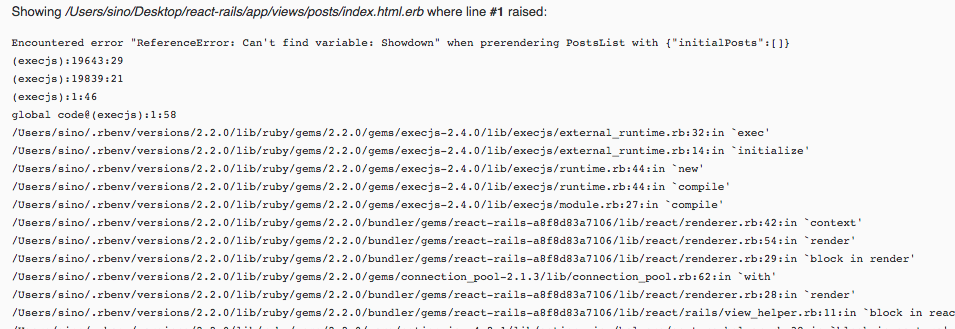 Showing /Users/sino/Desktop/react-rails/app/views/posts/index.html.erb where line #1 raised:
Encountered error "ReferenceError: Can't find variable: Showdown" when prerendering PostsList with {"initialPosts":[]}
(execjs):19643:29
(execjs):19839:21
(execjs):1:46
global code@(execjs):1:58
/Users/sino/.rbenv/versions/2.2.0/lib/ruby/gems/2.2.0/gems/execjs-2.4.0/lib/execjs/external_runtime.rb:32:in `exec'
/Users/sino/.rbenv/versions/2.2.0/lib/ruby/gems/2.2.0/gems/execjs-2.4.0/lib/execjs/external_runtime.rb:14:in `initialize'
/Users/sino/.rbenv/versions/2.2.0/lib/ruby/gems/2.2.0/gems/execjs-2.4.0/lib/execjs/runtime.rb:44:in `new'
/Users/sino/.rbenv/versions/2.2.0/lib/ruby/gems/2.2.0/gems/execjs-2.4.0/lib/execjs/runtime.rb:44:in `compile'
/Users/sino/.rbenv/versions/2.2.0/lib/ruby/gems/2.2.0/gems/execjs-2.4.0/lib/execjs/module.rb:27:in `compile'
/Users/sino/.rbenv/versions/2.2.0/lib/ruby/gems/2.2.0/bundler/gems/react-rails-a8f8d83a7106/lib/react/renderer.rb:42:in `context'
/Users/sino/.rbenv/versions/2.2.0/lib/ruby/gems/2.2.0/bundler/gems/react-rails-a8f8d83a7106/lib/react/renderer.rb:54:in `render'
/Users/sino/.rbenv/versions/2.2.0/lib/ruby/gems/2.2.0/bundler/gems/react-rails-a8f8d83a7106/lib/react/renderer.rb:29:in `block in render'
/Users/sino/.rbenv/versions/2.2.0/lib/ruby/gems/2.2.0/gems/connection_pool-2.1.3/lib/connection_pool.rb:62:in `with'
/Users/sino/.rbenv/versions/2.2.0/lib/ruby/gems/2.2.0/bundler/gems/react-rails-a8f8d83a7106/lib/react/renderer.rb:28:in `render'
/Users/sino/.rbenv/versions/2.2.0/lib/ruby/gems/2.2.0/bundler/gems/react-rails-a8f8d83a7106/lib/react/rails/view_helper.rb:11:in `block in reac